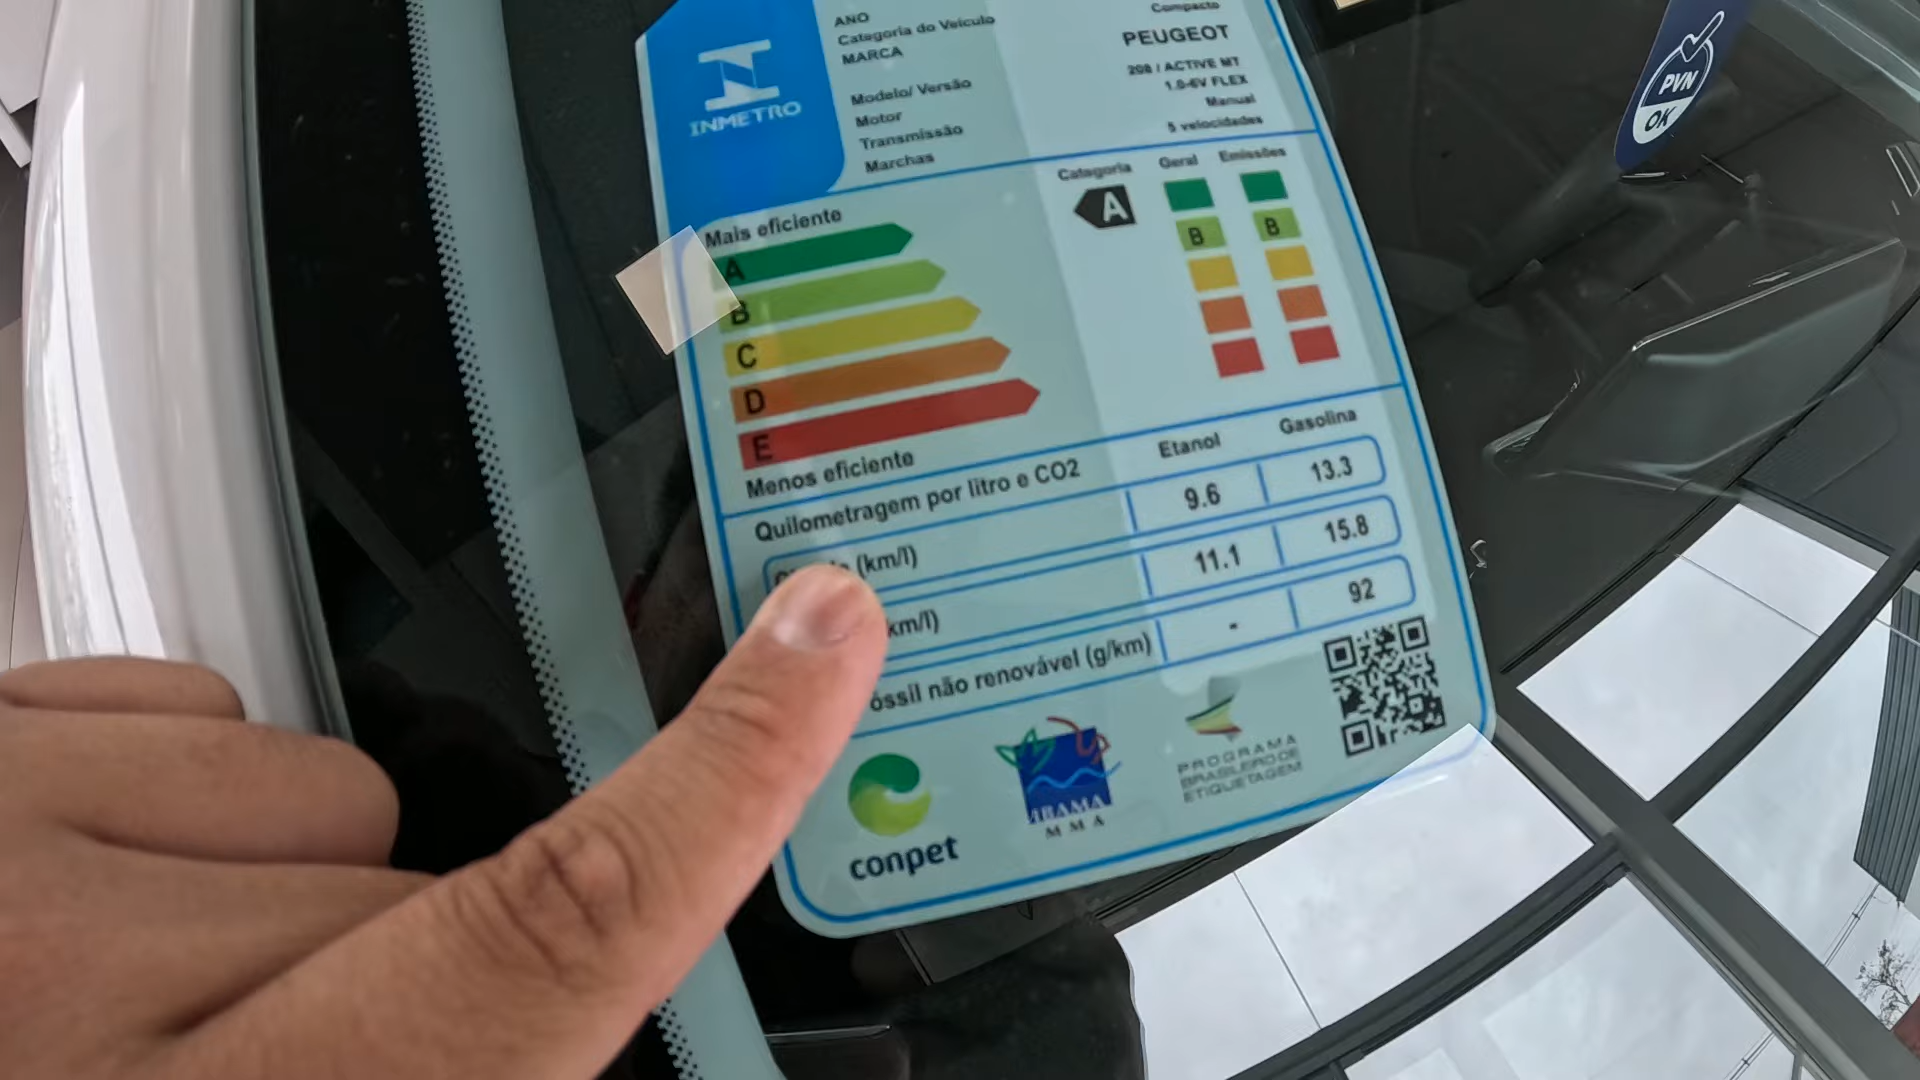 INMETRO
ANO
Categoria do Veículo
Compacto
MARCA
PEUGEOT
Modelo/ Versão
208 / ACTIVE MT
Motor
1.0-6V FLEX
Transmissão
Manual
Marchas
5 velocidades
Mais eficiente
A
B
C
D
E
Menos eficiente
Categoria
Geral
Emissões
A
B
B
Quilometragem por litro e CO2
Etanol
Gasolina
(km/l)
9.6
13.3
km/l)
11.1
15.8
óssil não renovável (g/km)
-
92
conpet
IBAMA
MMA
PROGRAMA
BRASILEIRO DE
ETIQUETAGEM
PVN
OK